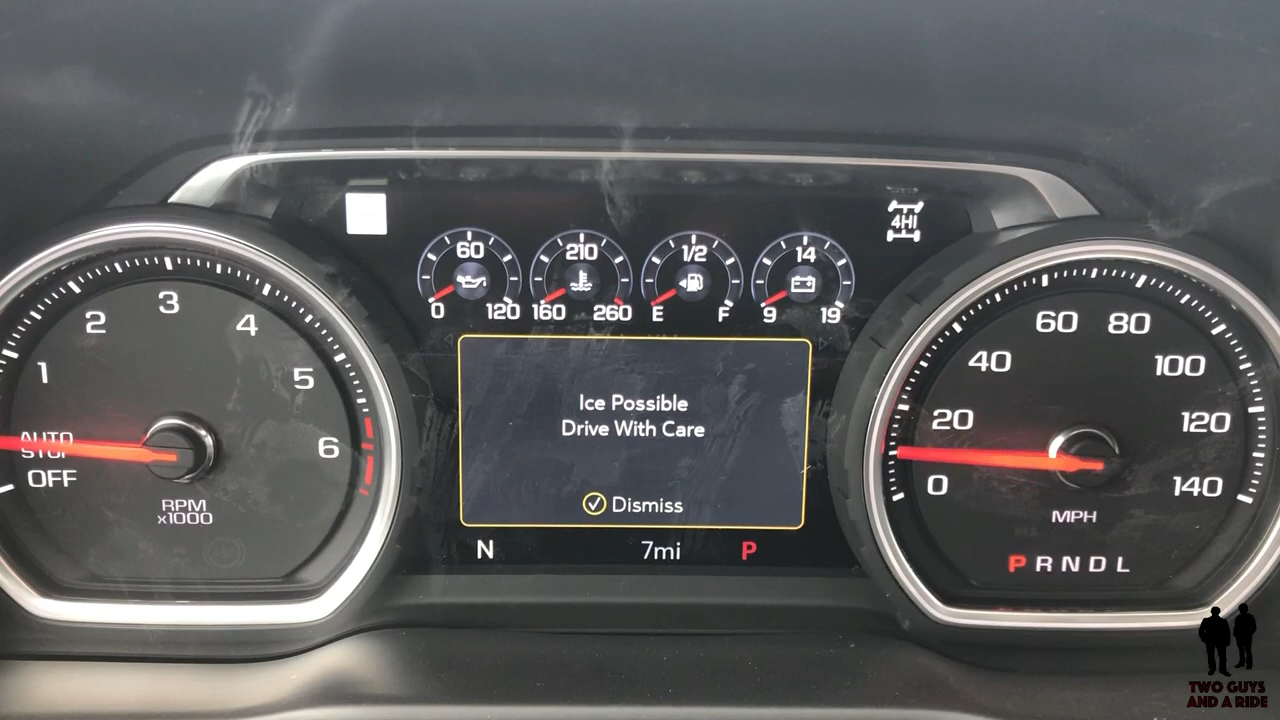 4HI
60
210
1/2
14
0 120
160 260
E F
9 19
1
2
3
4
5
6
AUTO
STOP
OFF
RPM
x1000
Ice Possible
Drive With Care
Dismiss
N 7mi P
0
20
40
60
80
100
120
140
MPH
P R N D L
TWO GUYS
AND A RIDE